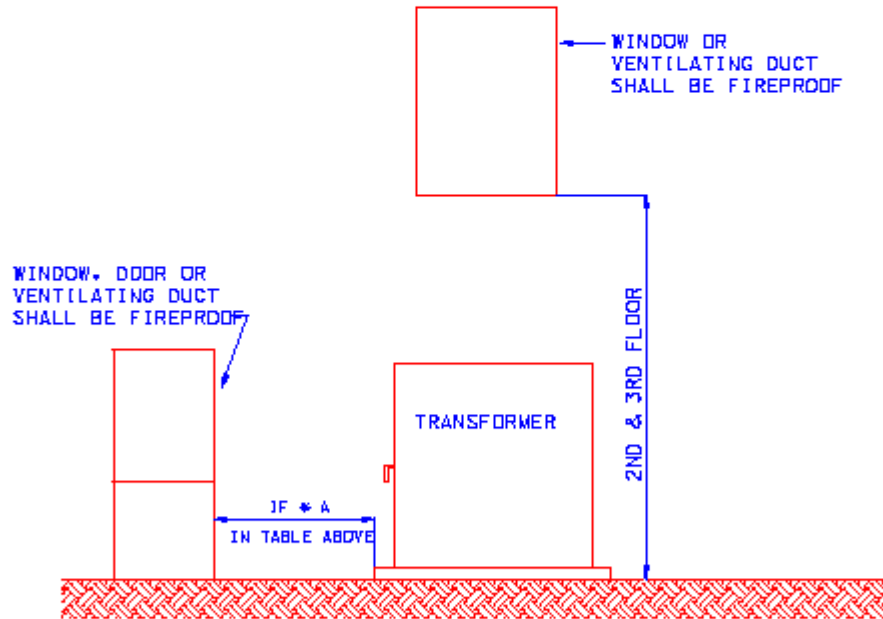 WINDOW OR
VENTILATING DUCT
SHALL BE FIREPROOF
WINDOW, DOOR OR
VENTILATING DUCT
SHALL BE FIREPROOF
2ND & 3RD FLOOR
TRANSFORMER
IF * A
IN TABLE ABOVE